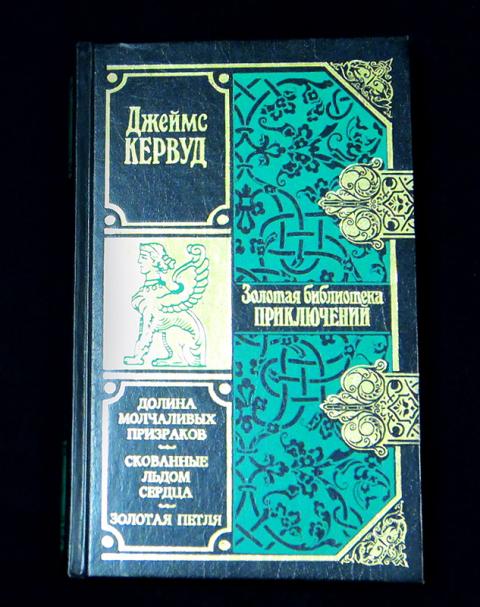 Джеймс
КЕРВУД
Золотая библиотека
ПРИКЛЮЧЕНИЙ
ДОЛИНА
МОЛЧАЛИВЫХ
ПРИЗРАКОВ
СКОВАННЫЕ
ЛЬДОМ
СЕРДЦА
ЗОЛОТАЯ ПЕТЛЯ